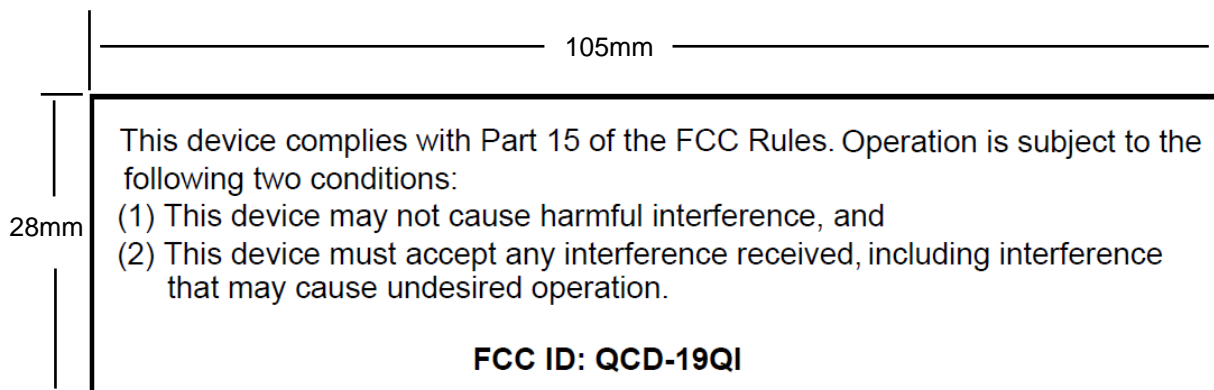 105mm
This device complies with Part 15 of the FCC Rules. Operation is subject to the
following two conditions:
28mm
(1) This device may not cause harmful interference, and
(2) This device must accept any interference received, including interference
that may cause undesired operation.
FCC ID: QCD-19QI